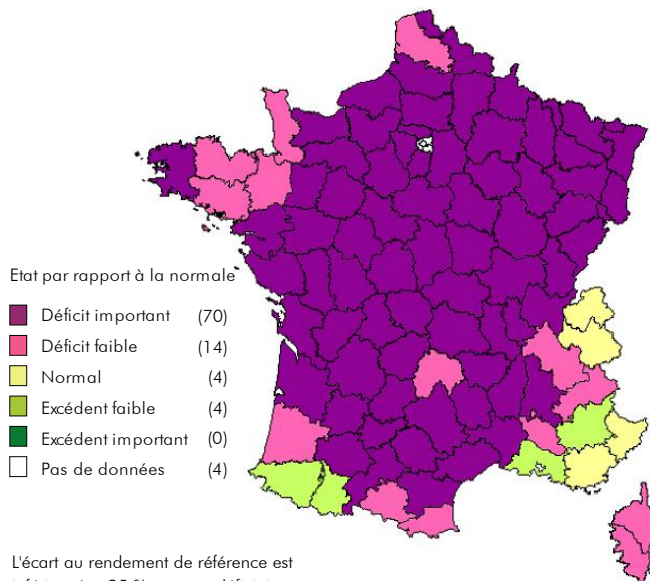 Etat par rapport à la normale
Déficit important (70)
Déficit faible (14)
Normal (4)
Excédent faible (4)
Excédent important (0)
Pas de données (4)
L'écart au rendement de référence est